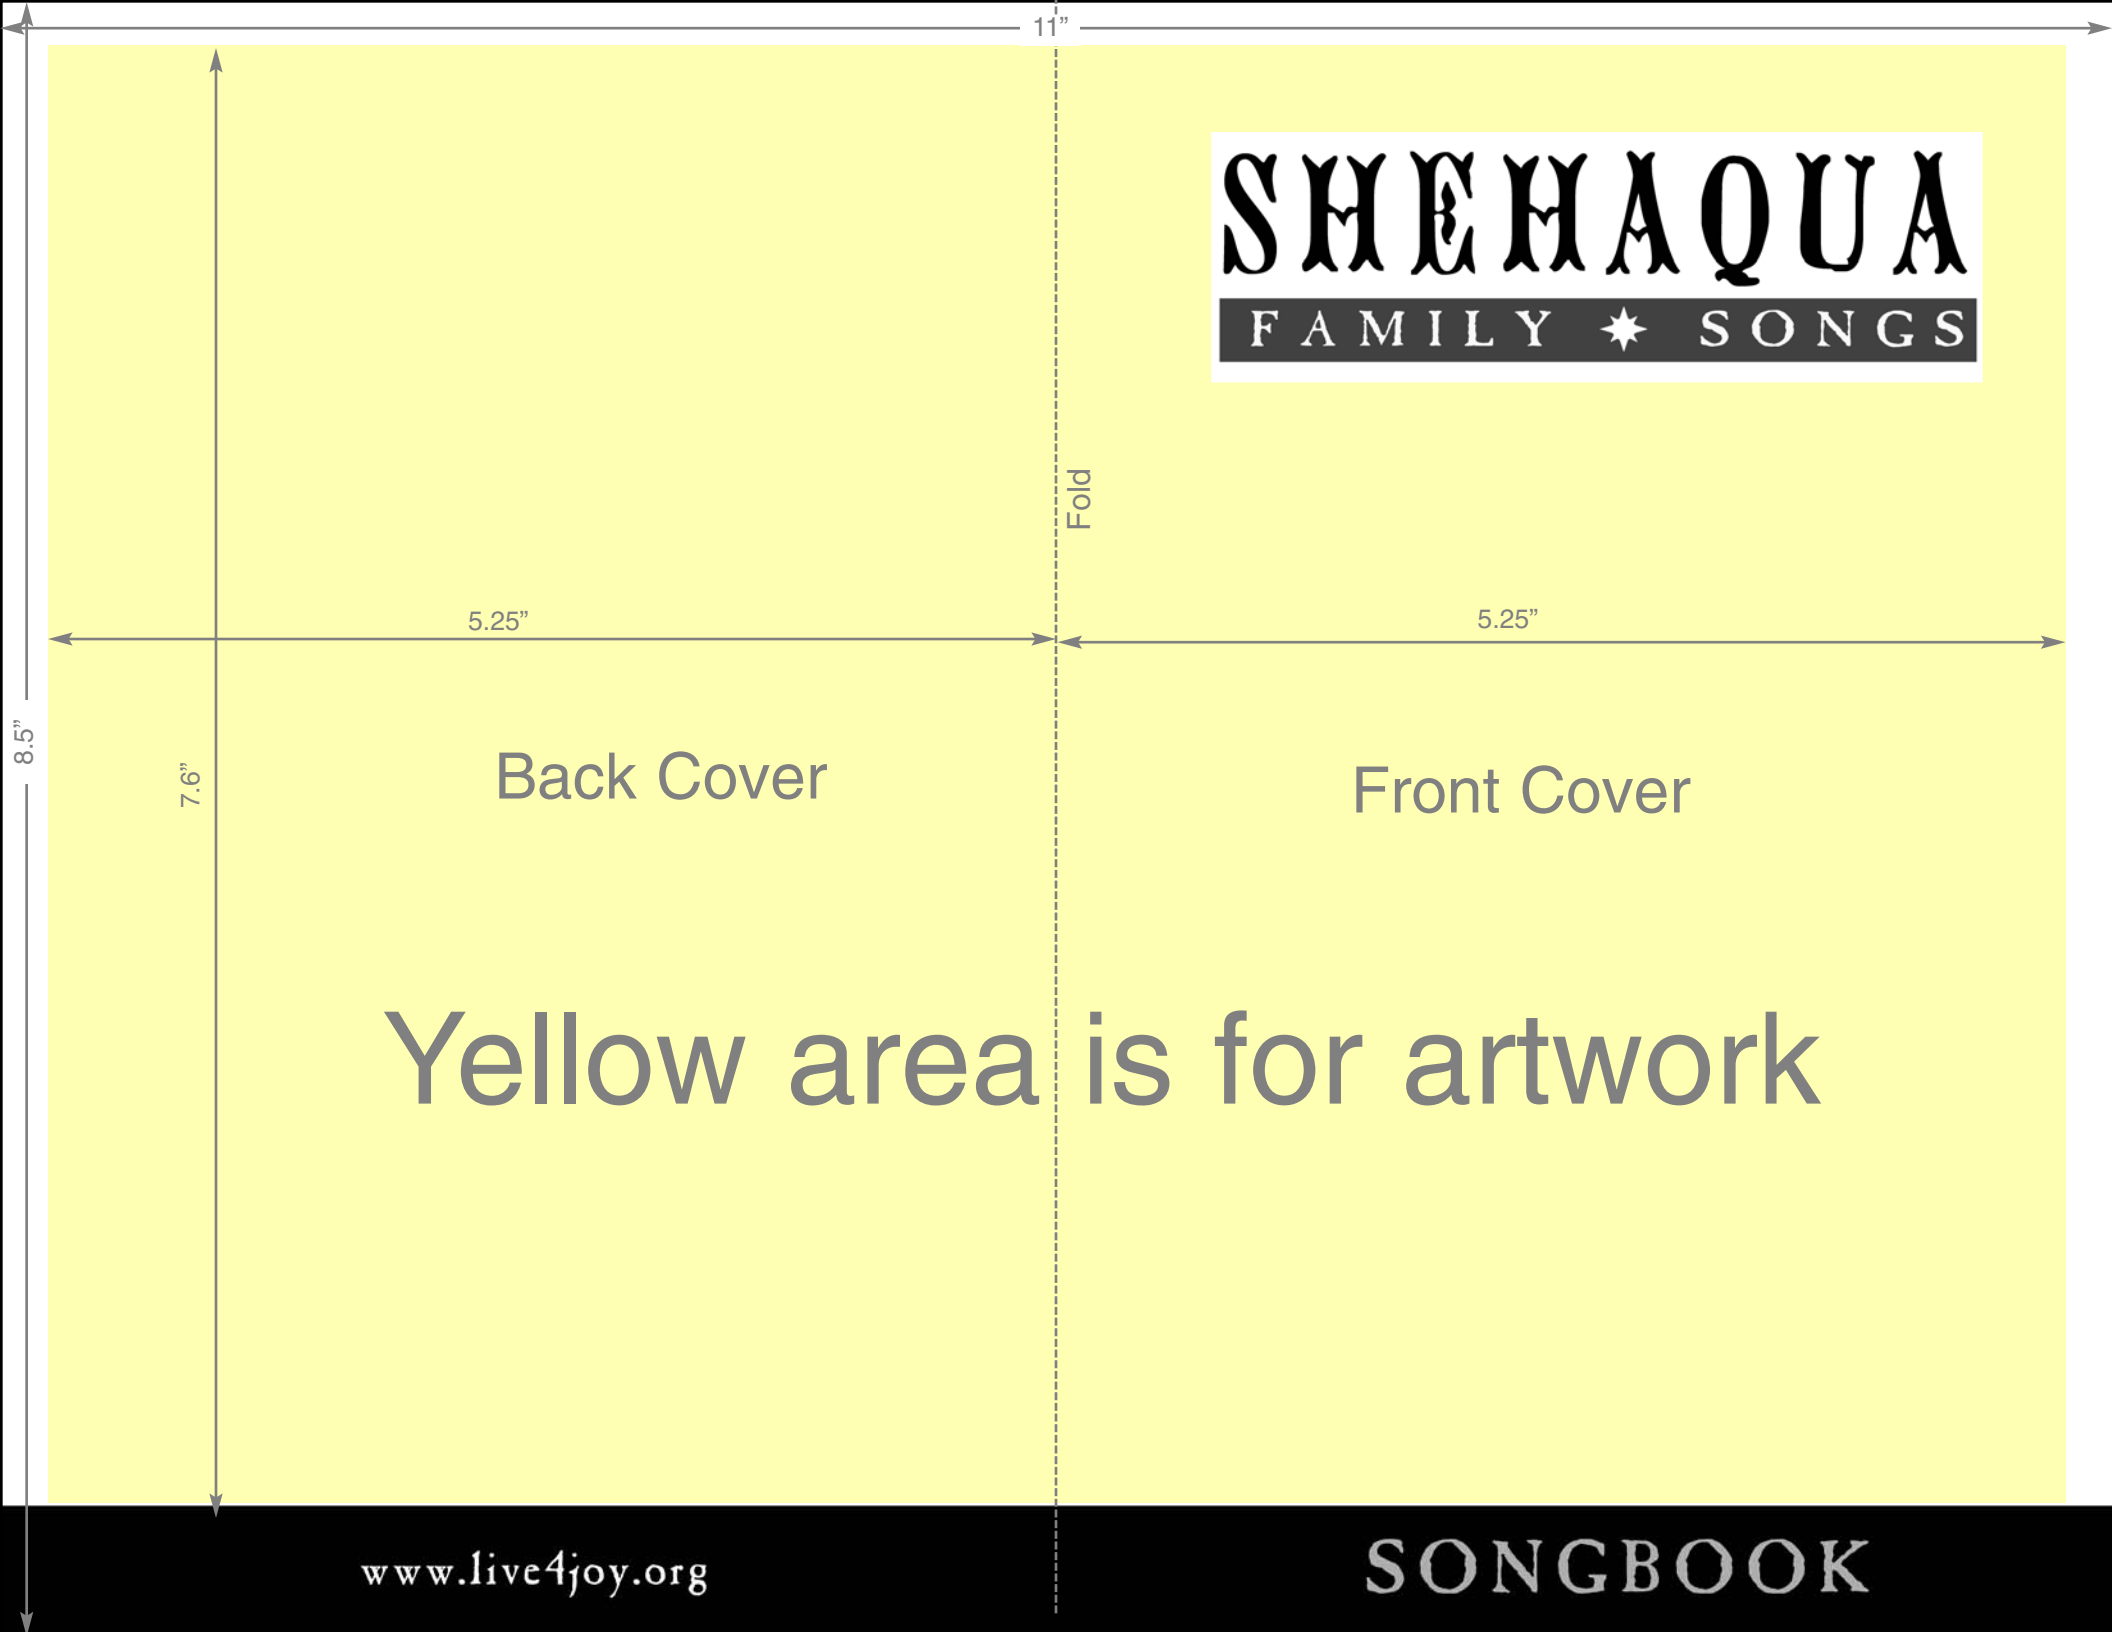 11”
SHEHAQUA
FAMILY SONGS
Fold
5.25”
5.25”
8.5”
7.6”
Back Cover
Front Cover
Yellow area is for artwork
www.live4joy.org
SONGBOOK